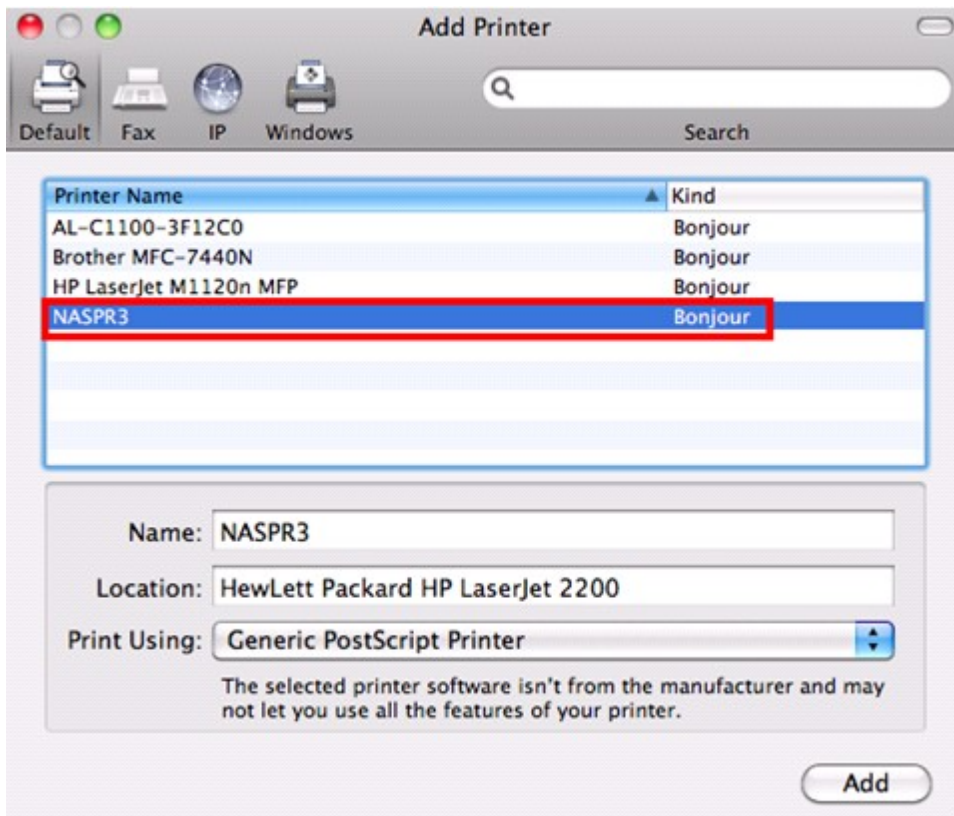 Add Printer
Default Fax IP Windows Search
Printer Name Kind
AL-C1100-3F12C0 Bonjour
Brother MFC-7440N Bonjour
HP LaserJet M1120n MFP Bonjour
NASPR3 Bonjour
Name: NASPR3
Location: HewLett Packard HP LaserJet 2200
Print Using: Generic PostScript Printer
The selected printer software isn't from the manufacturer and may
not let you use all the features of your printer.
Add